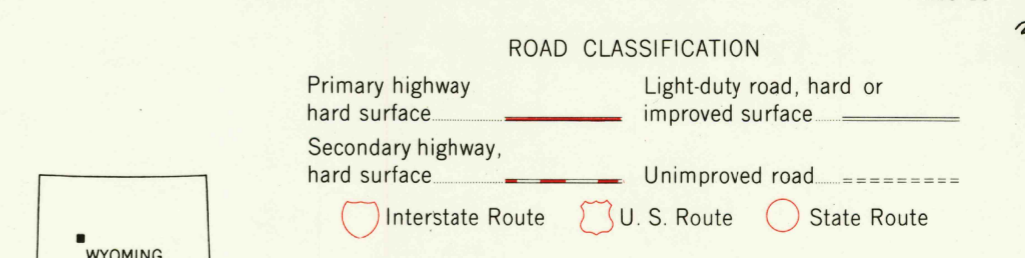 ROAD CLASSIFICATION
Primary highway
hard surface
Light-duty road, hard or
improved surface
Secondary highway,
hard surface
Unimproved road
Interstate Route
U. S. Route
State Route
WYOMING